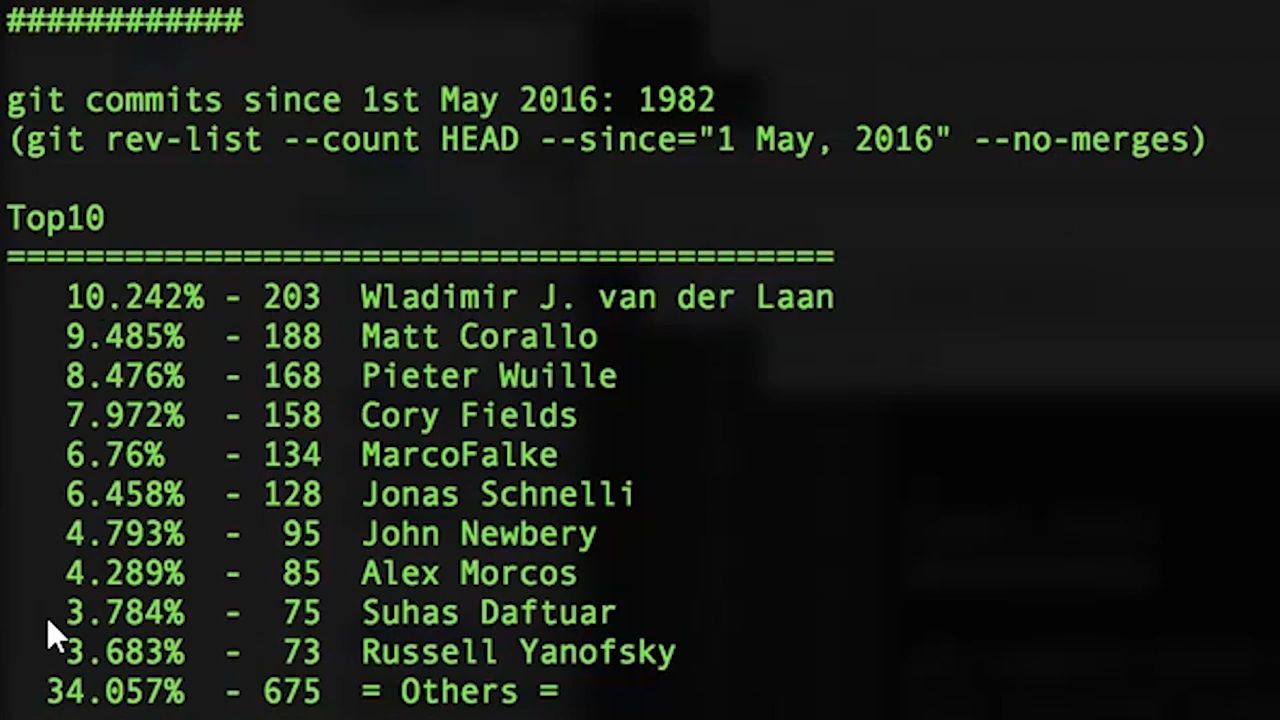 ############
git commits since 1st May 2016: 1982
(git rev-list --count HEAD --since="1 May, 2016" --no-merges)
Top10
==========================================
10.242% - 203 Wladimir J. van der Laan
9.485% - 188 Matt Corallo
8.476% - 168 Pieter Wuille
7.972% - 158 Cory Fields
6.76% - 134 MarcoFalke
6.458% - 128 Jonas Schnelli
4.793% - 95 John Newbery
4.289% - 85 Alex Morcos
3.784% - 75 Suhas Daftuar
3.683% - 73 Russell Yanofsky
34.057% - 675 = Others =